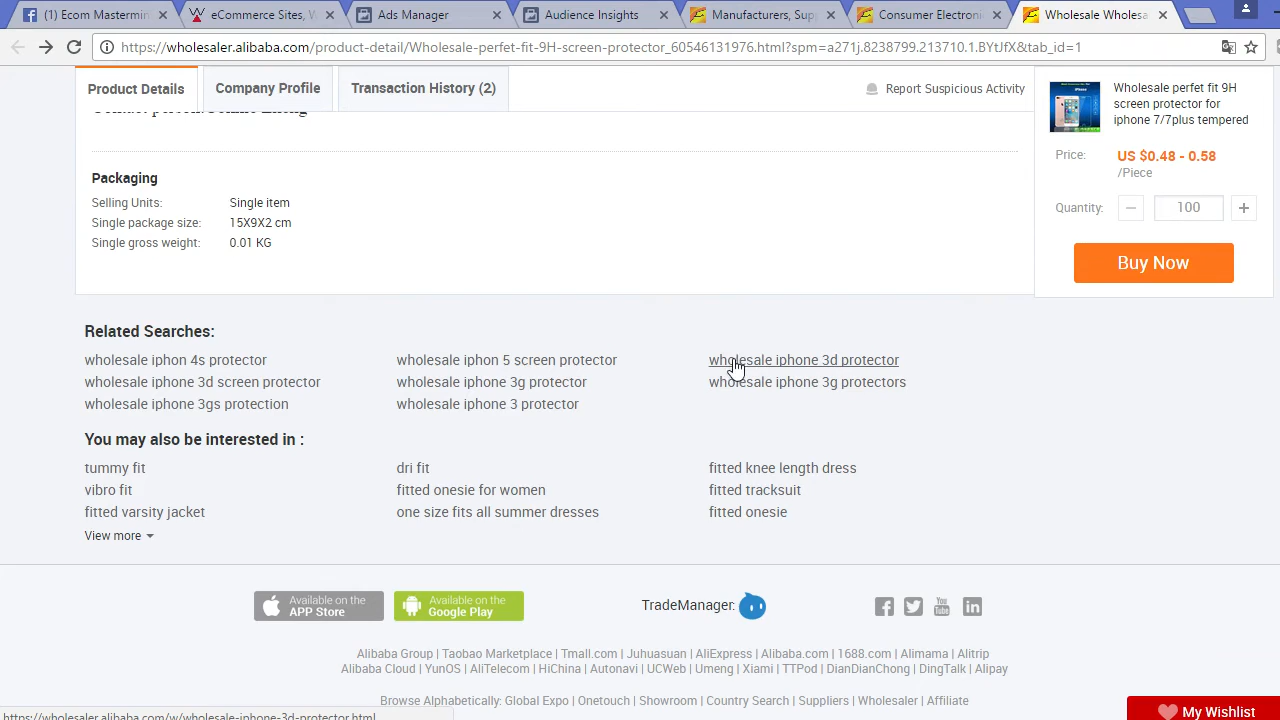 (1) Ecom Mastermin
eCommerce Sites, W
Ads Manager
Audience Insights
Manufacturers, Sup
Consumer Electroni
Wholesale Wholesa
https://wholesaler.alibaba.com/product-detail/Wholesale-perfet-fit-9H-screen-protector_60546131976.html?spm=a271j.8238799.213710.1.BYtJfX&tab_id=1
Product Details
Company Profile
Transaction History (2)
Report Suspicious Activity
Wholesale perfet fit 9H
screen protector for
iphone 7/7plus tempered
Price: US $0.48 - 0.58
/Piece
Quantity: − 100 +
Buy Now
Packaging
Selling Units: Single item
Single package size: 15X9X2 cm
Single gross weight: 0.01 KG
Related Searches:
wholesale iphon 4s protector
wholesale iphon 5 screen protector
wholesale iphone 3d protector
wholesale iphone 3d screen protector
wholesale iphone 3g protector
wholesale iphone 3g protectors
wholesale iphone 3gs protection
wholesale iphone 3 protector
You may also be interested in :
tummy fit
dri fit
fitted knee length dress
vibro fit
fitted onesie for women
fitted tracksuit
fitted varsity jacket
one size fits all summer dresses
fitted onesie
View more
Available on the
APP Store
Available on the
Google Play
TradeManager:
Alibaba Group | Taobao Marketplace | Tmall.com | Juhuasuan | AliExpress | Alibaba.com | 1688.com | Alimama | Alitrip
Alibaba Cloud | YunOS | AliTelecom | HiChina | Autonavi | UCWeb | Umeng | Xiami | TTPod | DianDianChong | DingTalk | Alipay
Browse Alphabetically: Global Expo | Onetouch | Showroom | Country Search | Suppliers | Wholesaler | Affiliate
https://wholesaler.alibaba.com/w/wholesale-iphone-3d-protector.html
My Wishlist